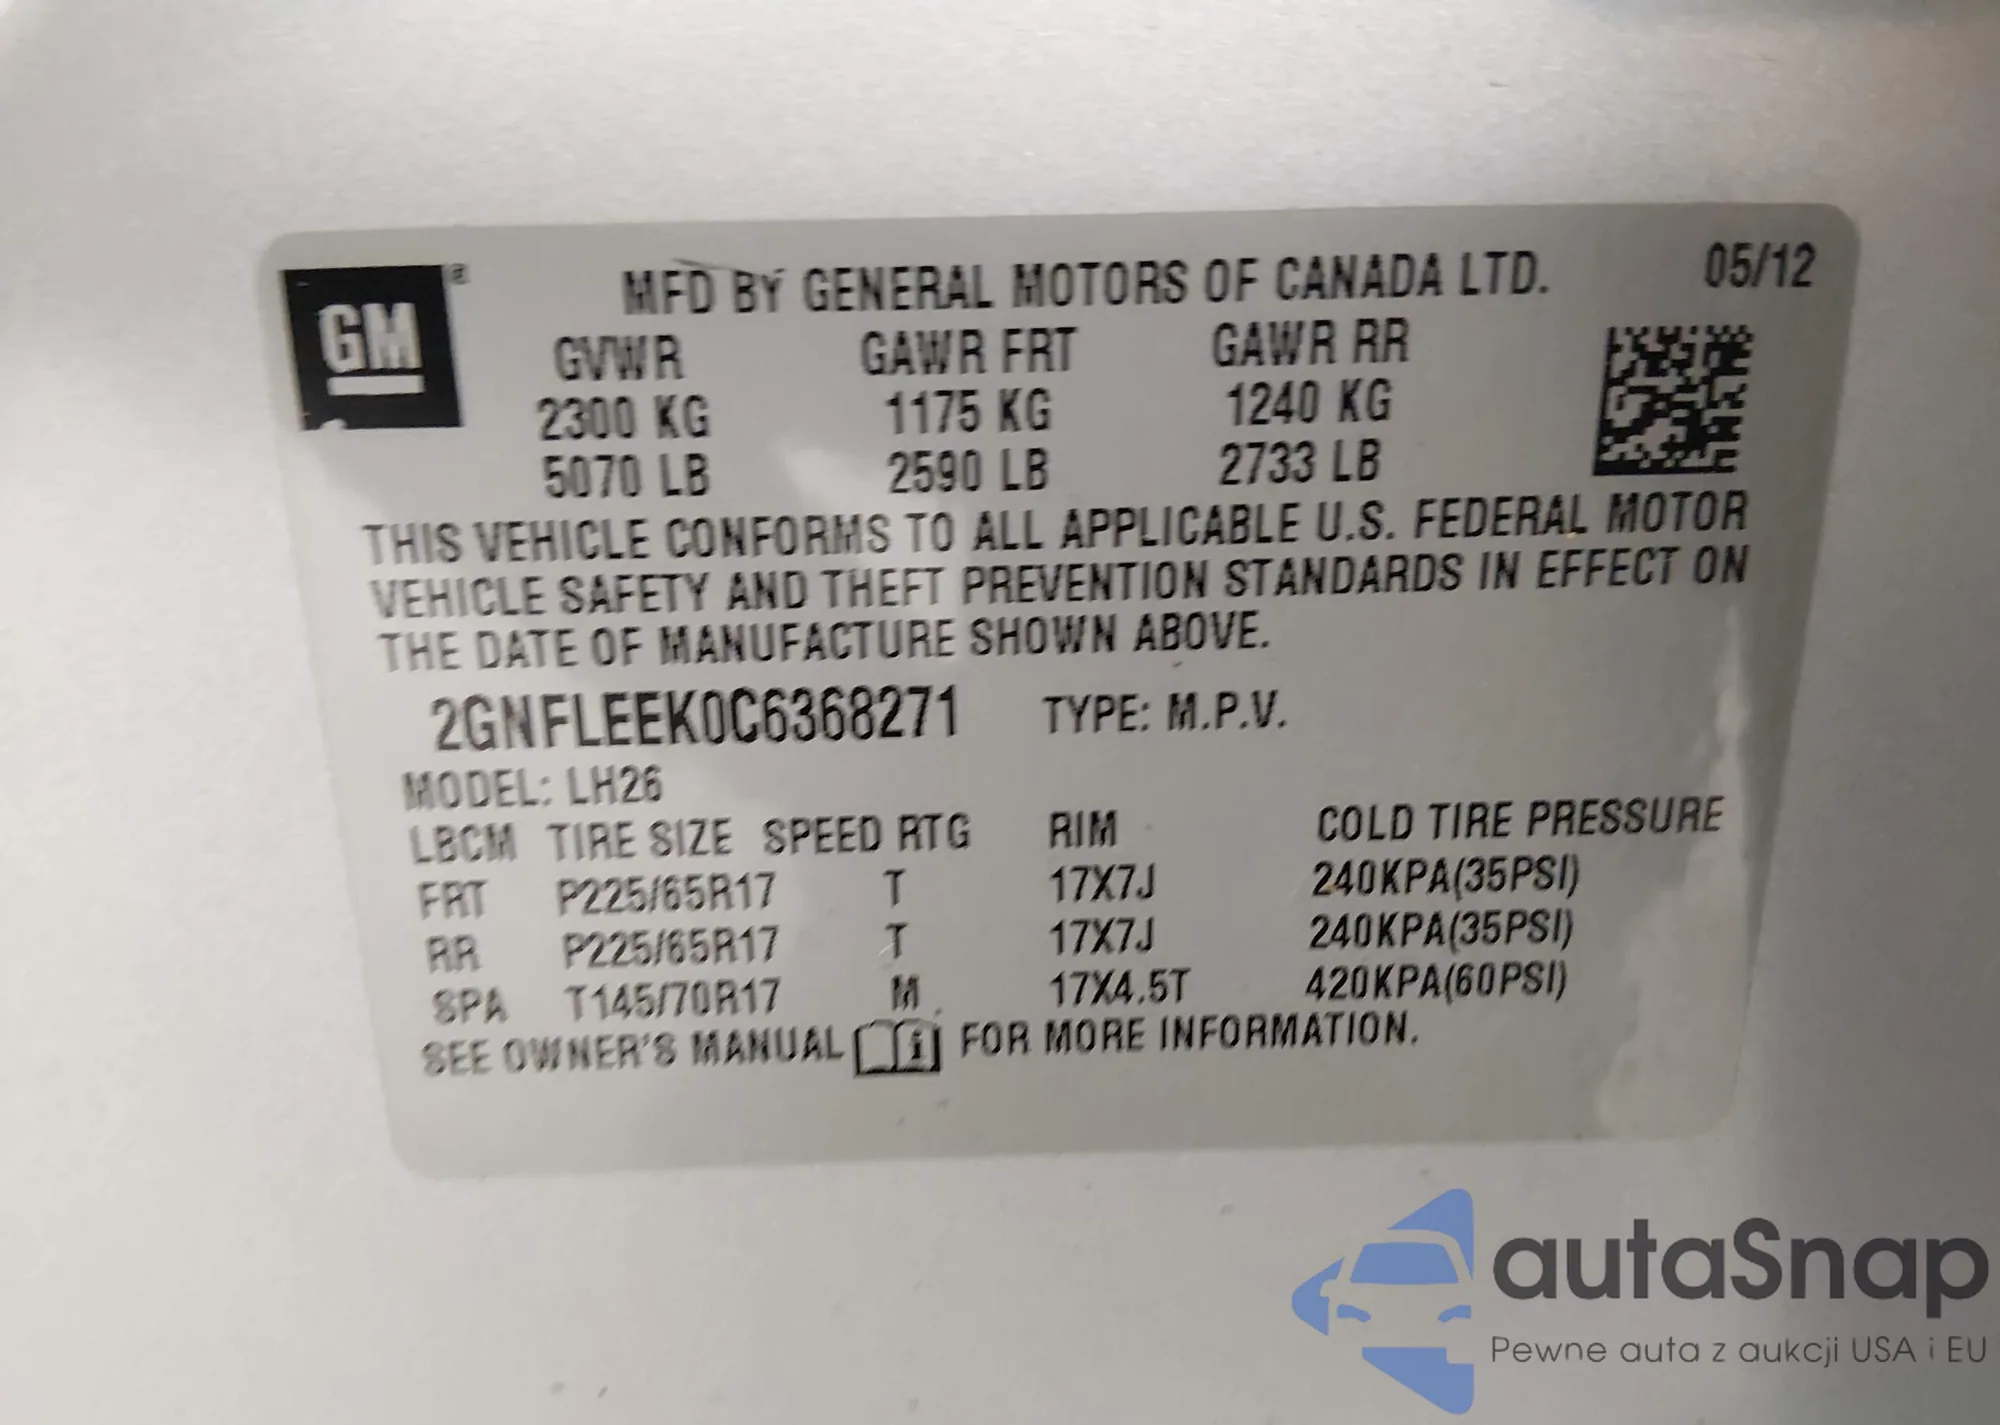 GM ® MFD BY GENERAL MOTORS OF CANADA LTD. 05/12
GVWR GAWR FRT GAWR RR
2300 KG 1175 KG 1240 KG
5070 LB 2590 LB 2733 LB
THIS VEHICLE CONFORMS TO ALL APPLICABLE U.S. FEDERAL MOTOR
VEHICLE SAFETY AND THEFT PREVENTION STANDARDS IN EFFECT ON
THE DATE OF MANUFACTURE SHOWN ABOVE.
2GNFLEEK0C6368271 TYPE: M.P.V.
MODEL: LH26
LBCM TIRE SIZE SPEED RTG RIM COLD TIRE PRESSURE
FRT P225/65R17 T 17X7J 240KPA(35PSI)
RR P225/65R17 T 17X7J 240KPA(35PSI)
SPA T145/70R17 M 17X4.5T 420KPA(60PSI)
SEE OWNER'S MANUAL i FOR MORE INFORMATION.
autaSnap
Pewne auta z aukcji USA i EU